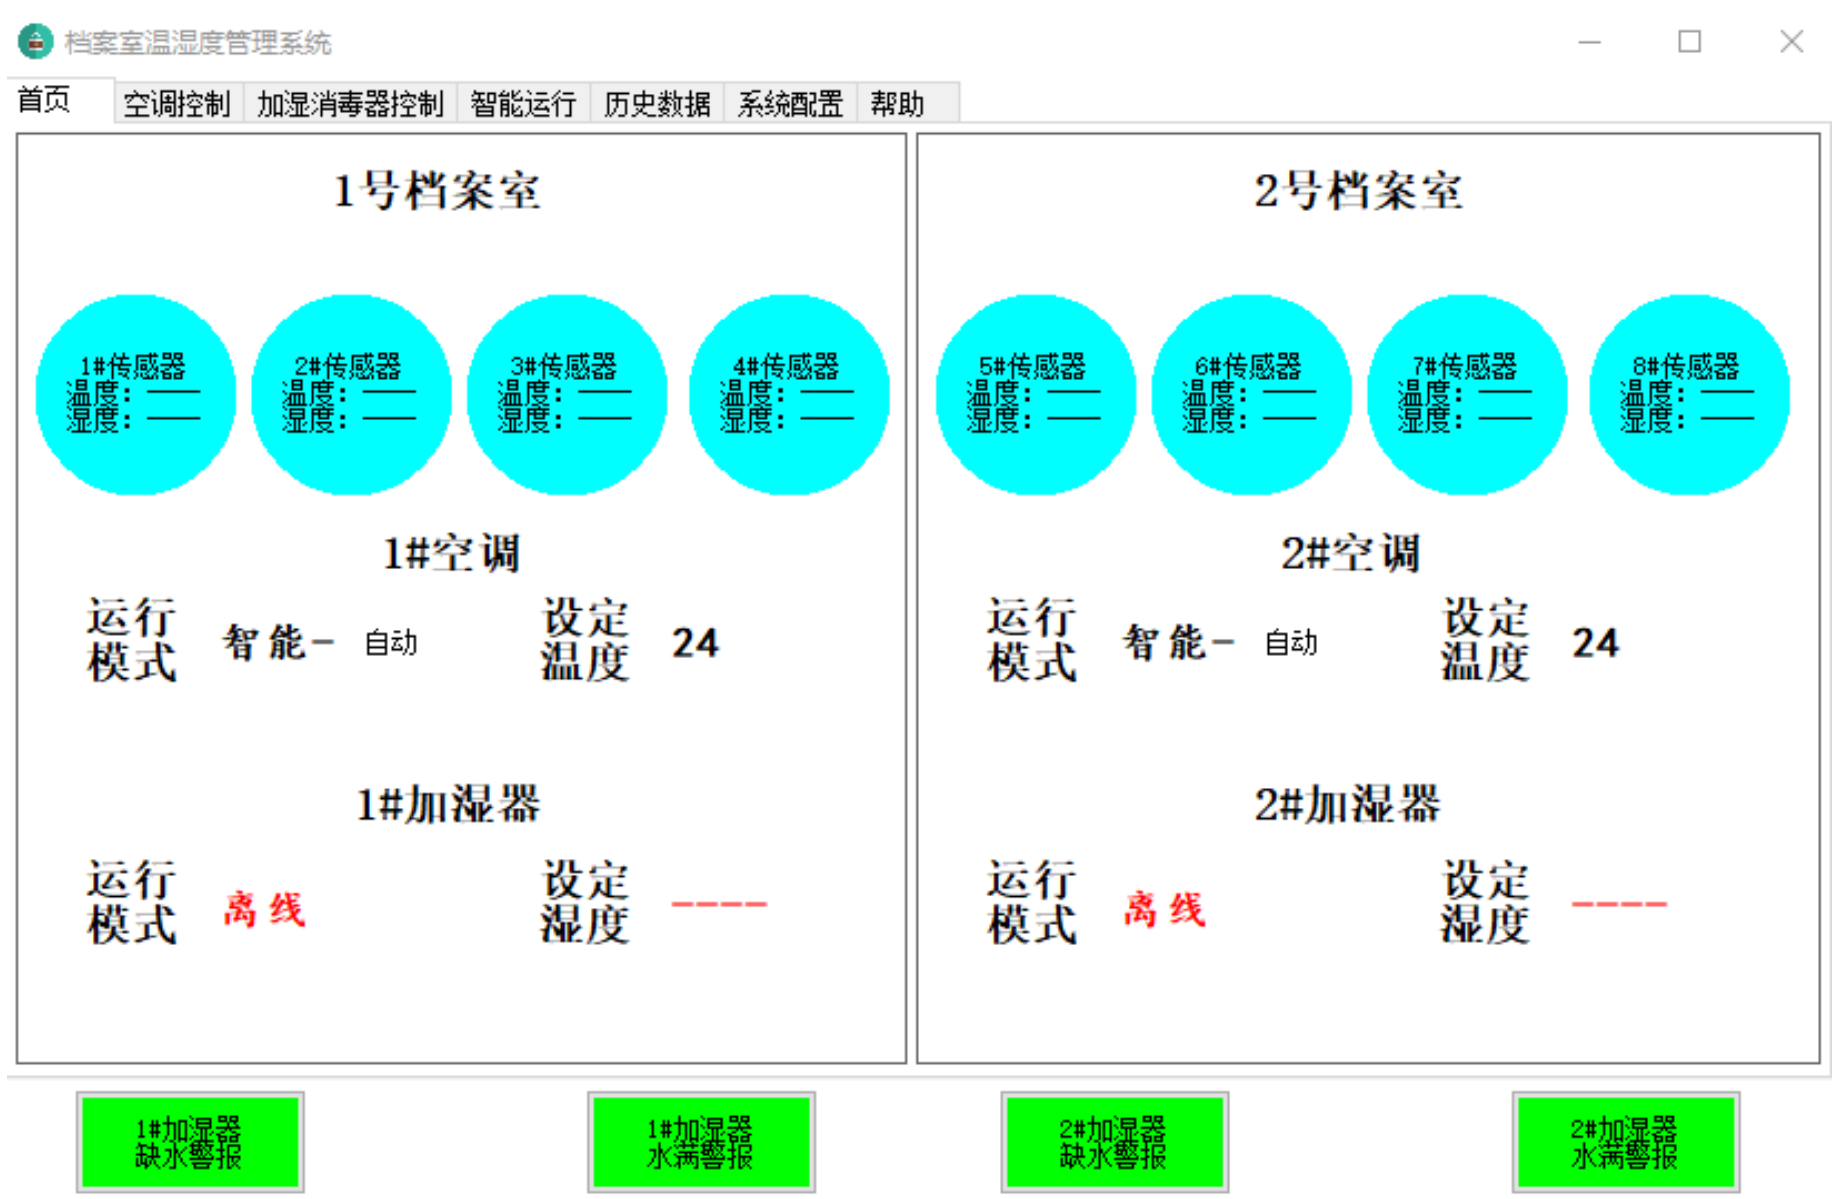 档案室温湿度管理系统
首页 空调控制 加湿消毒器控制 智能运行 历史数据 系统配置 帮助
1号档案室
1#传感器
温度：——
湿度：——
2#传感器
温度：——
湿度：——
3#传感器
温度：——
湿度：——
4#传感器
温度：——
湿度：——
1#空调
运行
模式
智能-
自动
设定
温度
24
1#加湿器
运行
模式
离线
设定
湿度
----
2号档案室
5#传感器
温度：——
湿度：——
6#传感器
温度：——
湿度：——
7#传感器
温度：——
湿度：——
8#传感器
温度：——
湿度：——
2#空调
运行
模式
智能-
自动
设定
温度
24
2#加湿器
运行
模式
离线
设定
湿度
----
1#加湿器
缺水警报
1#加湿器
水满警报
2#加湿器
缺水警报
2#加湿器
水满警报